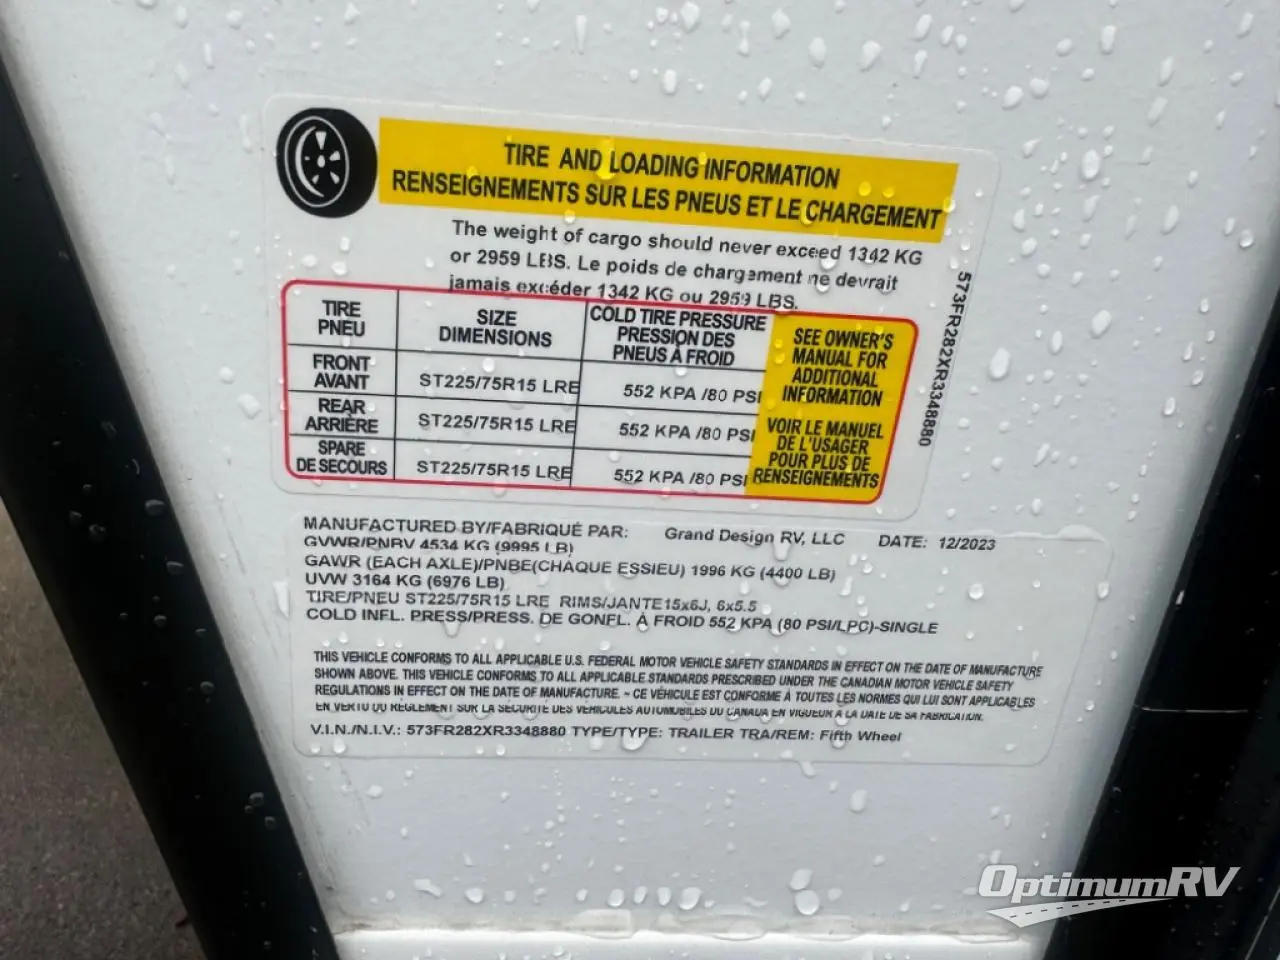 TIRE AND LOADING INFORMATION
RENSEIGNEMENTS SUR LES PNEUS ET LE CHARGEMENT
The weight of cargo should never exceed 1342 KG
or 2959 LBS. Le poids de chargement ne devrait
jamais excéder 1342 KG ou 2959 LBS.
TIRE
PNEU
SIZE
DIMENSIONS
COLD TIRE PRESSURE
PRESSION DES
PNEUS À FROID
SEE OWNER'S
MANUAL FOR
ADDITIONAL
INFORMATION
VOIR LE MANUEL
DE L'USAGER
POUR PLUS DE
RENSEIGNEMENTS
FRONT
AVANT
ST225/75R15 LRE
552 KPA /80 PSI
REAR
ARRIÈRE
ST225/75R15 LRE
552 KPA /80 PSI
SPARE
DE SECOURS
ST225/75R15 LRE
552 KPA /80 PSI
573FR282XR3348880
MANUFACTURED BY/FABRIQUÉ PAR: Grand Design RV, LLC DATE: 12/2023
GVWR/PNBV 4534 KG (9995 LB)
GAWR (EACH AXLE)/PNBE(CHAQUE ESSIEU) 1996 KG (4400 LB)
UVW 3164 KG (6976 LB)
TIRE/PNEU ST225/75R15 LRE RIMS/JANTE15x6J, 6x5.5
COLD INFL. PRESS/PRESS. DE GONFL. À FROID 552 KPA (80 PSI/LPC)-SINGLE
THIS VEHICLE CONFORMS TO ALL APPLICABLE U.S. FEDERAL MOTOR VEHICLE SAFETY STANDARDS IN EFFECT ON THE DATE OF MANUFACTURE
SHOWN ABOVE. THIS VEHICLE CONFORMS TO ALL APPLICABLE STANDARDS PRESCRIBED UNDER THE CANADIAN MOTOR VEHICLE SAFETY
REGULATIONS IN EFFECT ON THE DATE OF MANUFACTURE. ~ CE VÉHICULE EST CONFORME À TOUTES LES NORMES QUI LUI SONT APPLICABLES
EN VERTU DU RÈGLEMENT SUR LA SÉCURITÉ DES VÉHICULES AUTOMOBILES DU CANADA EN VIGUEUR À LA DATE DE SA FABRICATION.
V.I.N./N.I.V.: 573FR282XR3348880 TYPE/TYPE: TRAILER TRA/REM: Fifth Wheel
OptimumRV